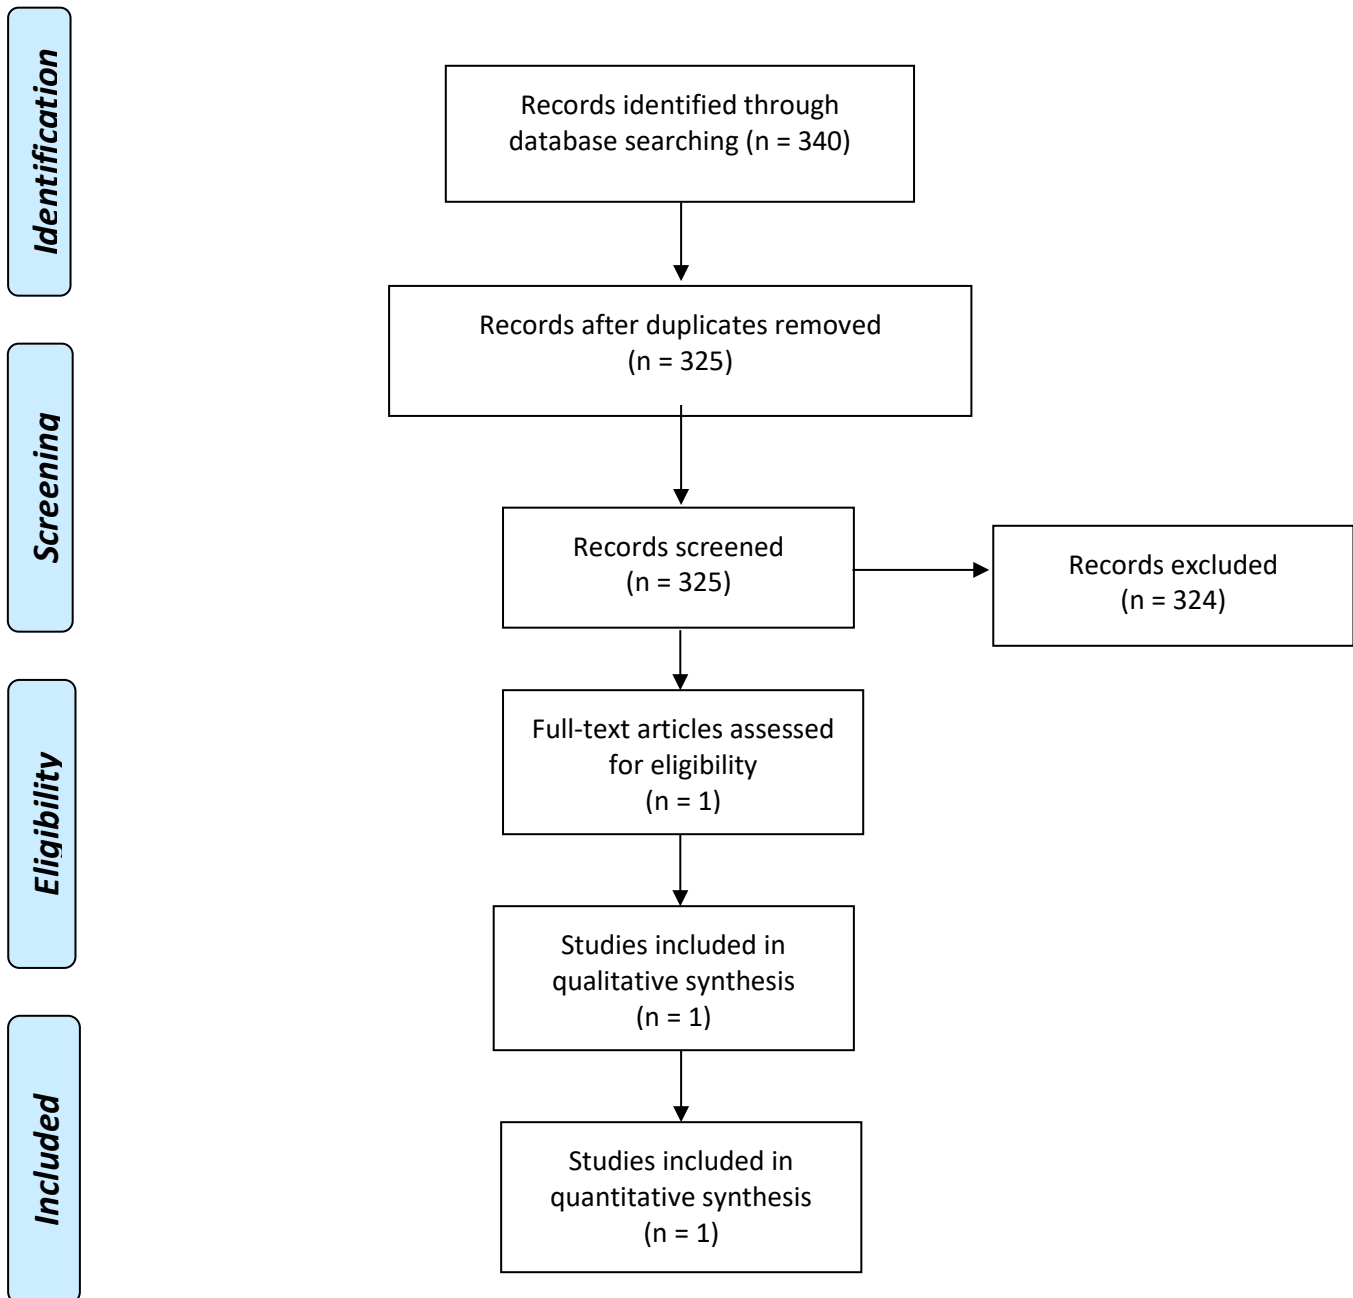 Identification
Records identified through
database searching (n = 340)
Records after duplicates removed
(n = 325)
Screening
Records screened
(n = 325)
Records excluded
(n = 324)
Eligibility
Full-text articles assessed
for eligibility
(n = 1)
Studies included in
qualitative synthesis
(n = 1)
Included
Studies included in
quantitative synthesis
(n = 1)